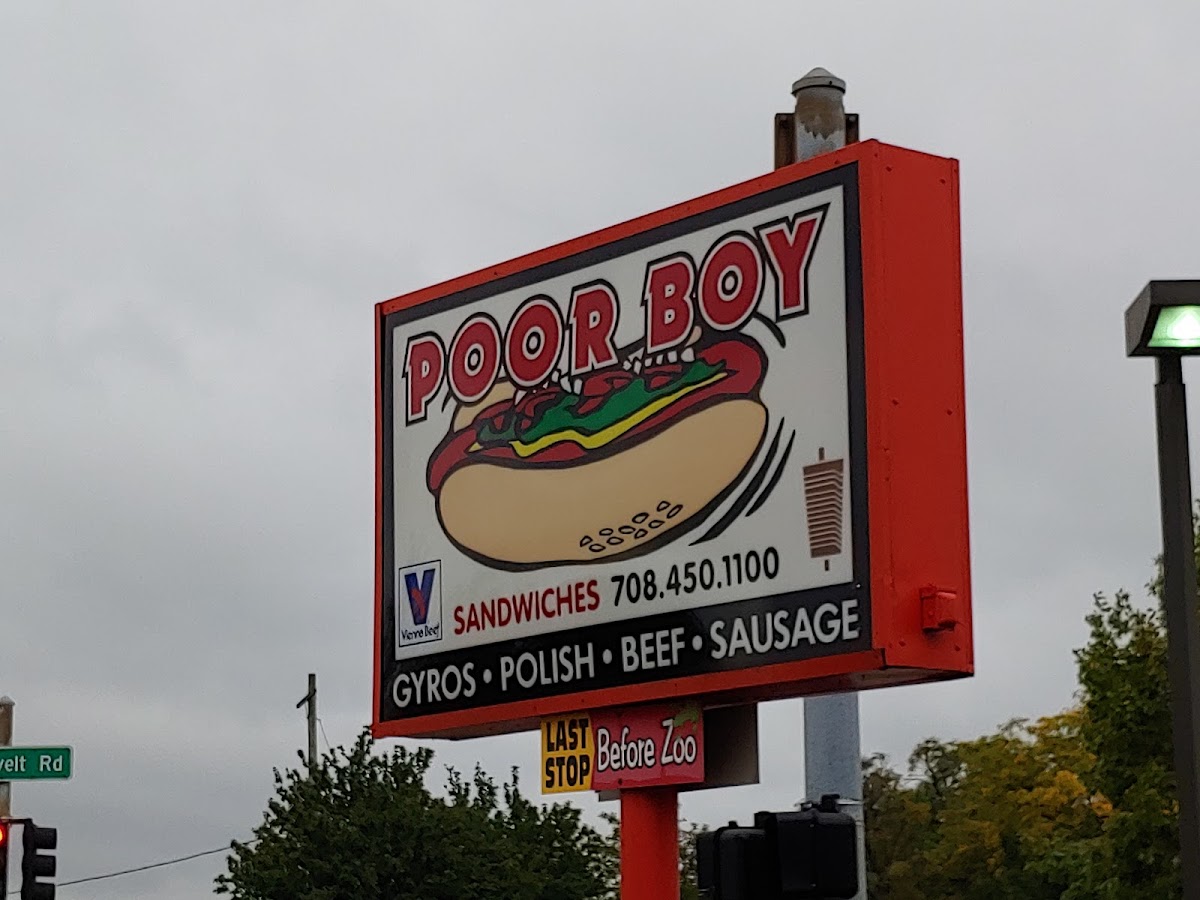 POOR BOY
Vienna Beef
SANDWICHES 708.450.1100
GYROS • POLISH • BEEF • SAUSAGE
LAST
STOP
Before Zoo
velt Rd